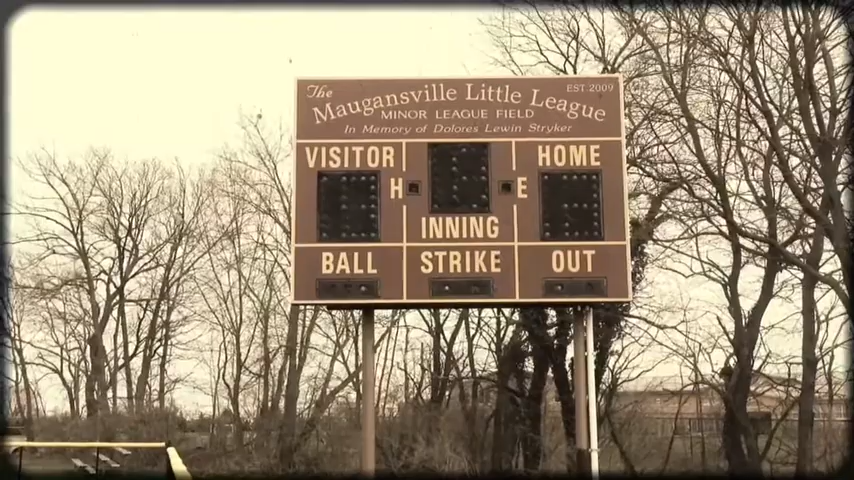 The
EST 2009
Maugansville Little League
MINOR LEAGUE FIELD
IN MEMORY OF DOLORES LEWIN STRYKER
VISITOR
HOME
H
E
INNING
BALL
STRIKE
OUT